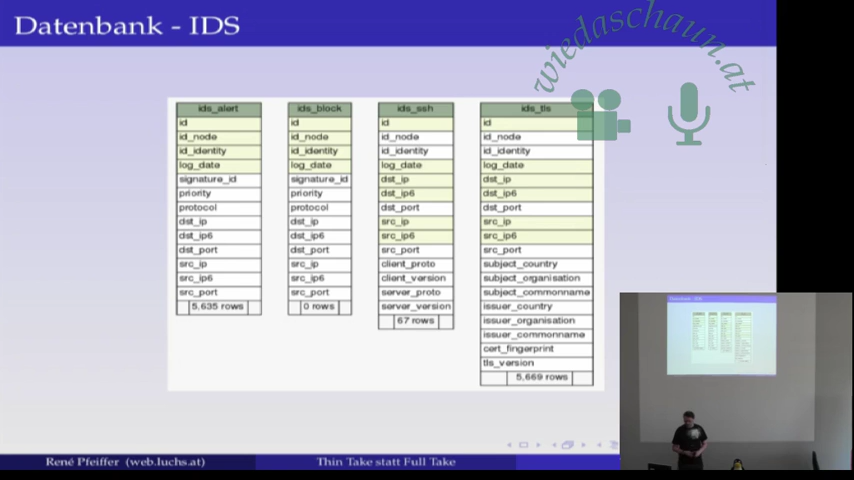 Datenbank - IDS
wiedaschaun.at
ids_alert
id
id_node
id_identity
log_date
signature_id
priority
protocol
dst_ip
dst_ip6
dst_port
src_ip
src_ip6
src_port
5,635 rows
ids_block
id
id_node
id_identity
log_date
signature_id
priority
protocol
dst_ip
dst_ip6
dst_port
src_ip
src_ip6
src_port
0 rows
ids_ssh
id
id_node
id_identity
log_date
dst_ip
dst_ip6
dst_port
src_ip
src_ip6
src_port
client_proto
client_version
server_proto
server_version
67 rows
ids_tls
id
id_node
id_identity
log_date
dst_ip
dst_ip6
dst_port
src_ip
src_ip6
src_port
subject_country
subject_organisation
subject_commonname
issuer_country
issuer_organisation
issuer_commonname
cert_fingerprint
tls_version
5,669 rows
Datenbank - IDS
René Pfeiffer (web.luchs.at)
Thin Take statt Full Take